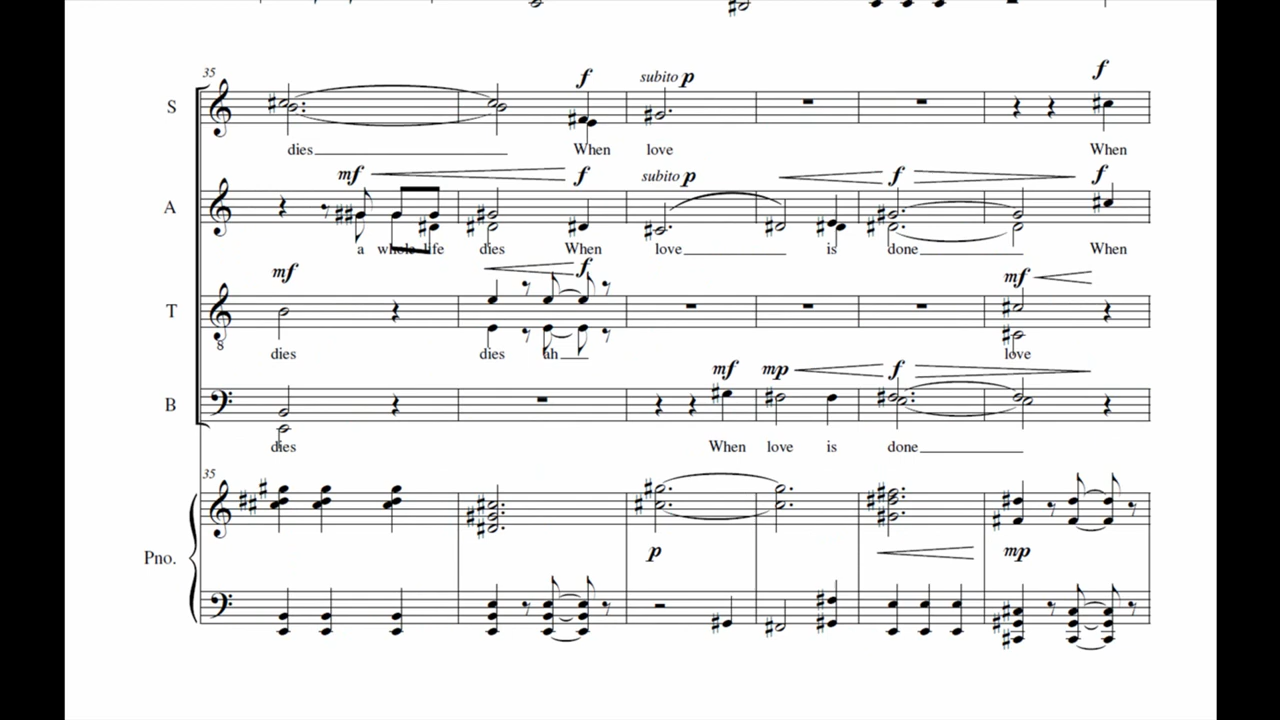 35
f subito p f
S
dies When love When
mf f subito p f f
A
a whole life dies When love is done When
mf f mf
T
8
dies dies ah love
mf mp f
B
dies When love is done
35
Pno.
p mp